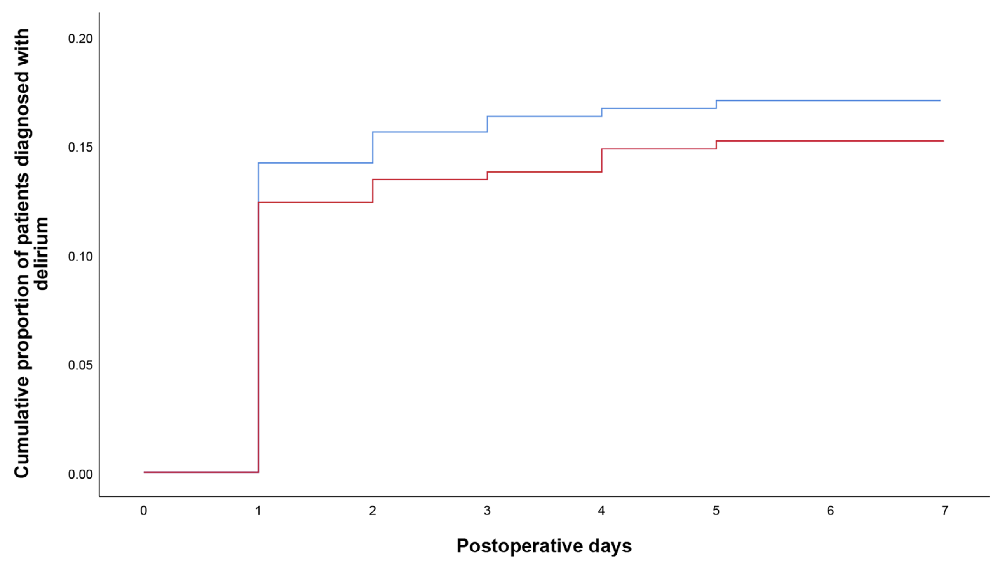 Cumulative proportion of patients diagnosed with
delirium
0.20
0.15
0.10
0.05
0.00
0 1 2 3 4 5 6 7
Postoperative days